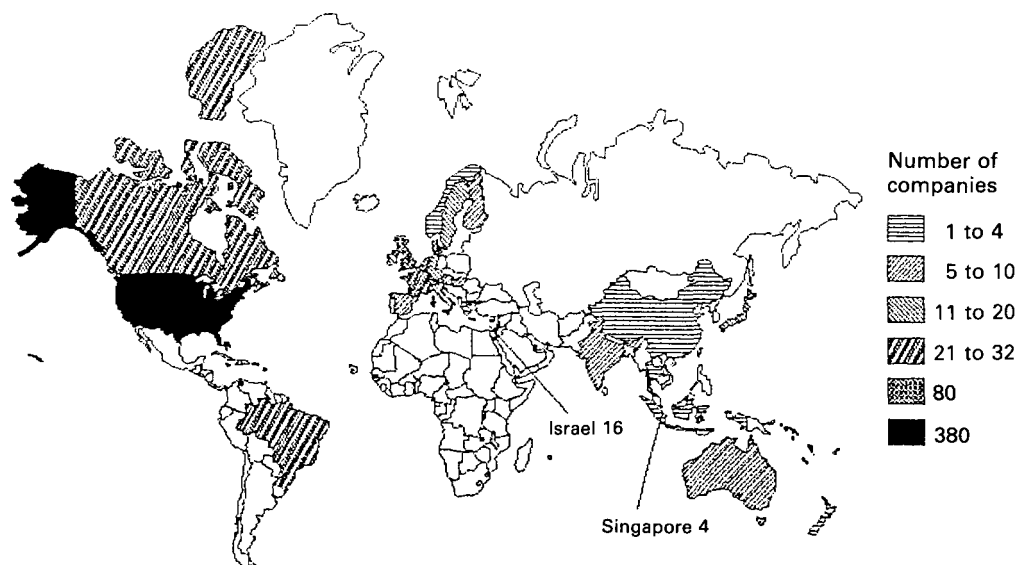 Number of
companies
1 to 4
5 to 10
11 to 20
21 to 32
80
380
Israel 16
Singapore 4